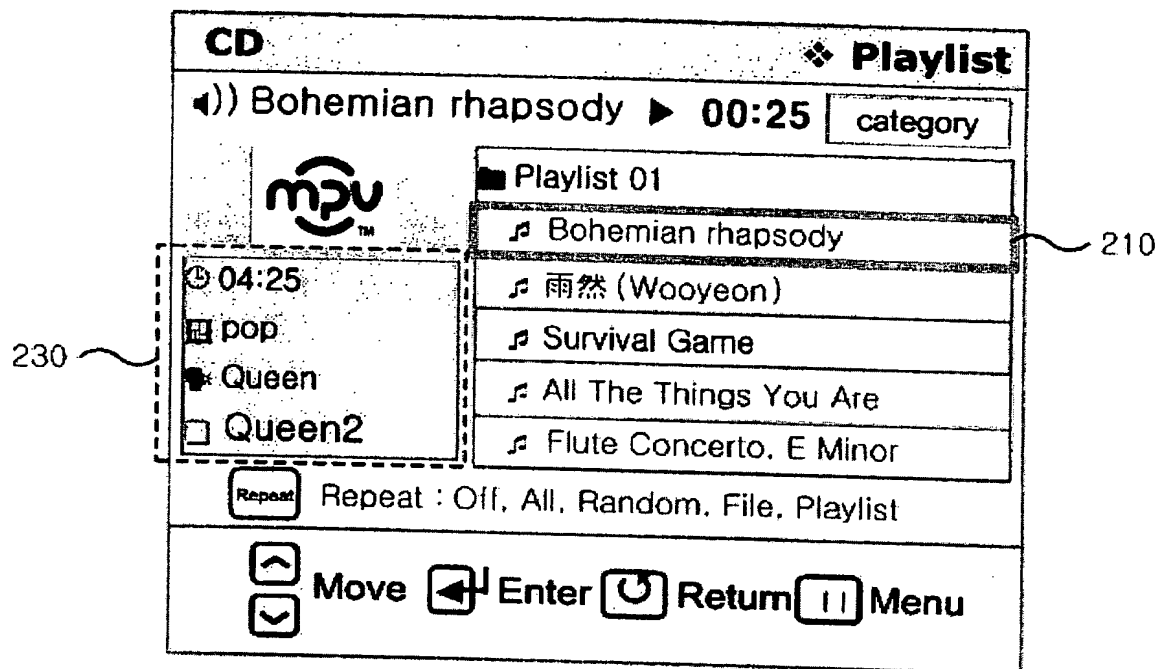 CD
❖ Playlist
Bohemian rhapsody ▶ 00:25
category
mpv
TM
Playlist 01
Bohemian rhapsody
210
雨然 (Wooyeon)
Survival Game
All The Things You Are
Flute Concerto, E Minor
230
04:25
pop
Queen
Queen2
Repeat
Repeat : Off, All, Random, File, Playlist
Move
Enter
Return
Menu